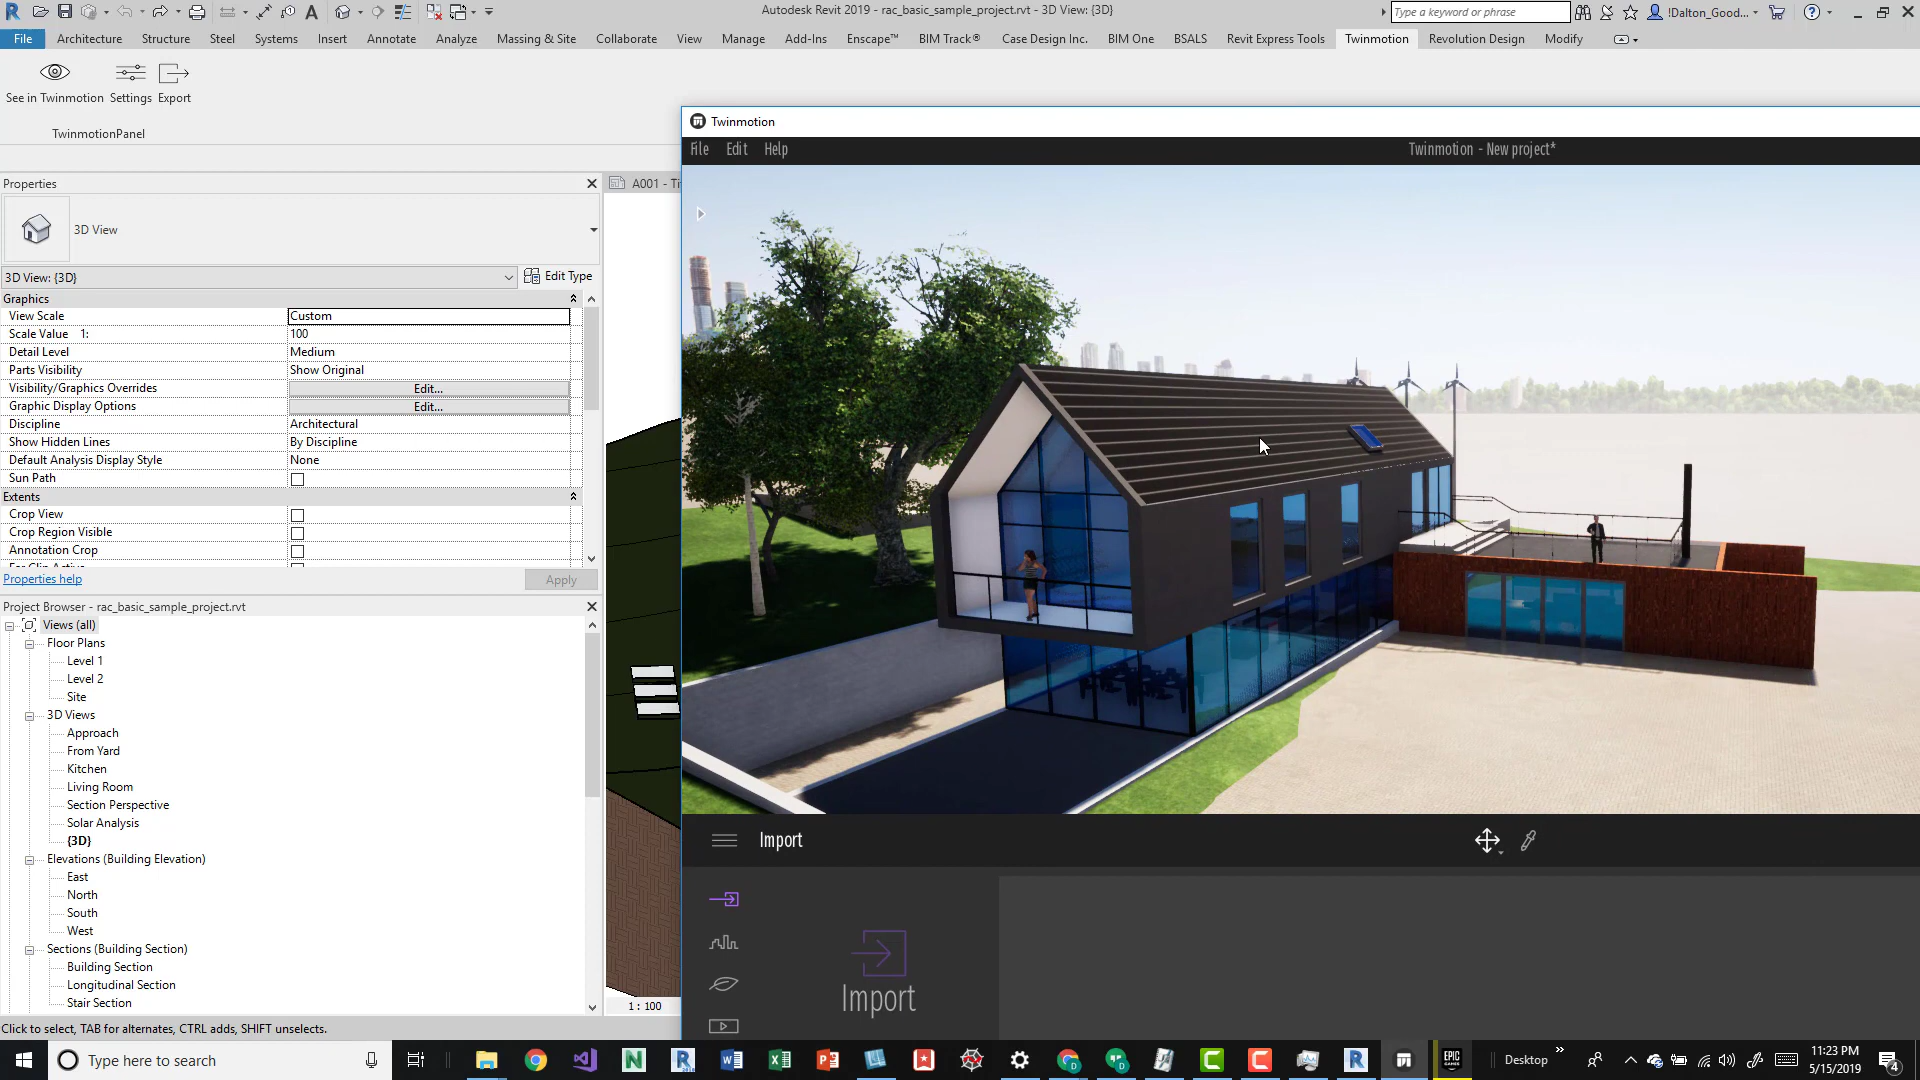 Autodesk Revit 2019 - rac_basic_sample_project.rvt - 3D View: {3D}
Type a keyword or phrase
!Dalton_Good...
File Architecture Structure Steel Systems Insert Annotate Analyze Massing & Site Collaborate View Manage Add-Ins Enscape™ BIM Track® Case Design Inc. BIM One BSALS Revit Express Tools Twinmotion Revolution Design Modify
See in Twinmotion Settings Export
TwinmotionPanel
Properties
3D View
3D View: {3D}
Edit Type
Graphics
View Scale Custom
Scale Value 1: 100
Detail Level Medium
Parts Visibility Show Original
Visibility/Graphics Overrides Edit...
Graphic Display Options Edit...
Discipline Architectural
Show Hidden Lines By Discipline
Default Analysis Display Style None
Sun Path
Extents
Crop View
Crop Region Visible
Annotation Crop
Properties help
Apply
Project Browser - rac_basic_sample_project.rvt
Views (all)
Floor Plans
Level 1
Level 2
Site
3D Views
Approach
From Yard
Kitchen
Living Room
Section Perspective
Solar Analysis
{3D}
Elevations (Building Elevation)
East
North
South
West
Sections (Building Section)
Building Section
Longitudinal Section
Stair Section
A001 - Ti
1 : 100
Click to select, TAB for alternates, CTRL adds, SHIFT unselects.
Twinmotion
File Edit Help
Twinmotion - New project*
Import
Import
Type here to search
EPIC
GAMES
Desktop
11:23 PM
5/15/2019
4